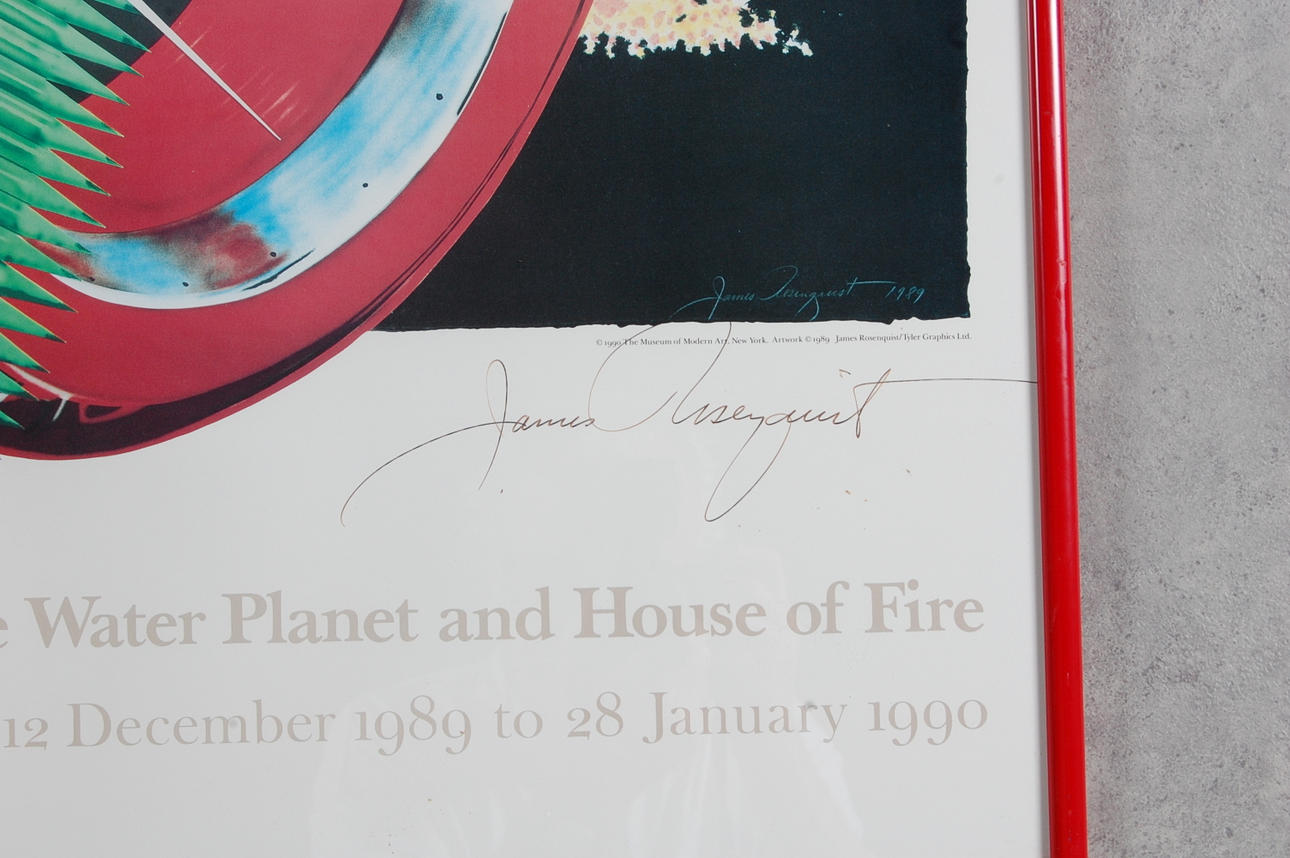 James Rosenquist 1989
© 1990 The Museum of Modern Art, New York. Artwork © 1989 James Rosenquist/Tyler Graphics Ltd.
James Rosenquist
e Water Planet and House of Fire
12 December 1989 to 28 January 1990